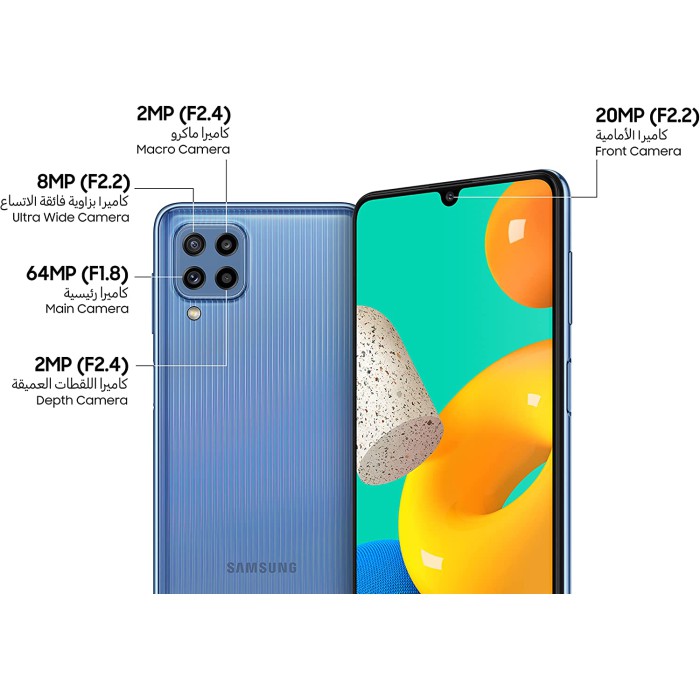 2MP (F2.4)
كاميرا ماكرو
Macro Camera
20MP (F2.2)
كاميرا الأمامية
Front Camera
8MP (F2.2)
كاميرا بزاوية فائقة الاتساع
Ultra Wide Camera
64MP (F1.8)
كاميرا رئيسية
Main Camera
2MP (F2.4)
كاميرا اللقطات العميقة
Depth Camera
SAMSUNG